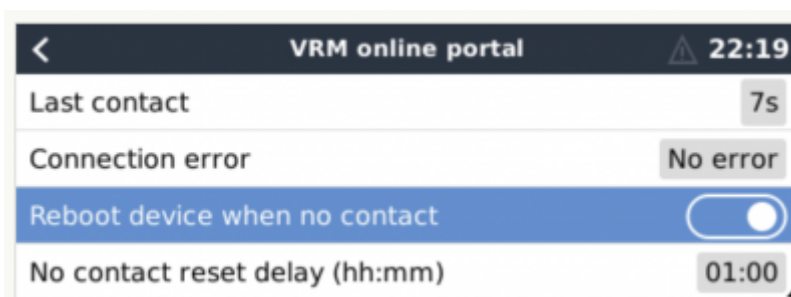 VRM online portal 22:19
Last contact 7s
Connection error No error
Reboot device when no contact
No contact reset delay (hh:mm) 01:00